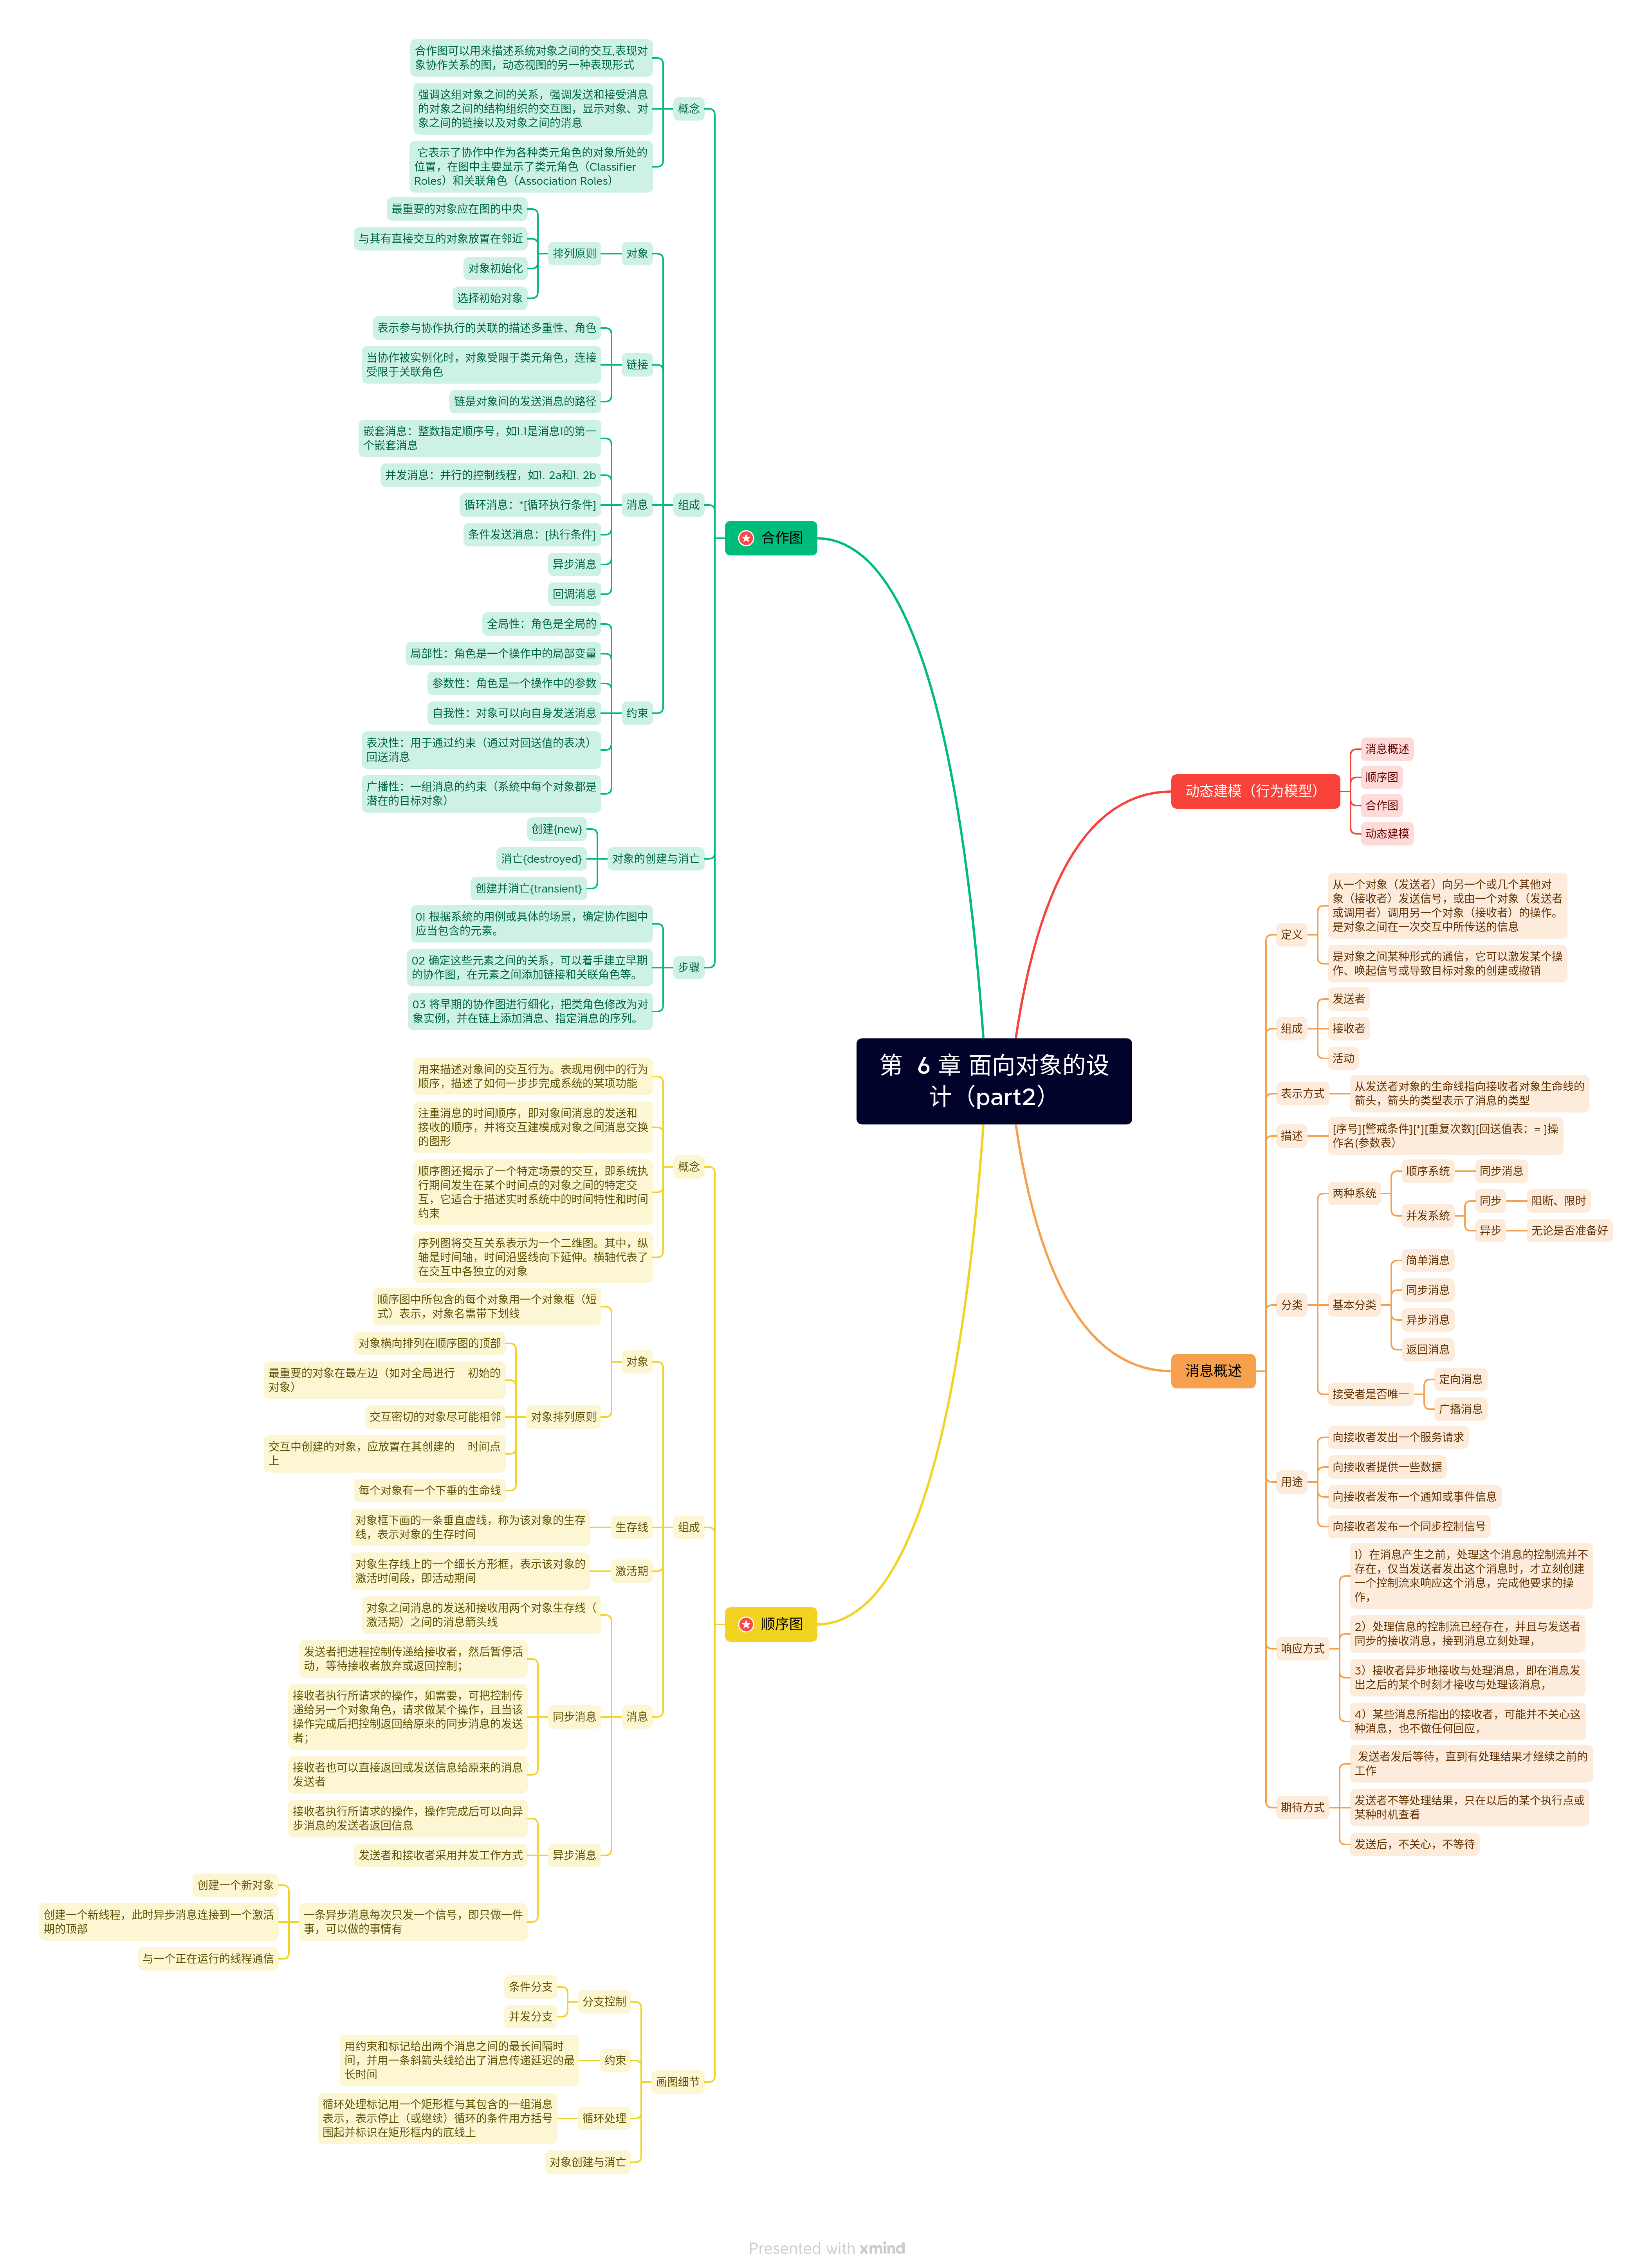 第 6 章 面向对象的设
计（part2）
动态建模（行为模型）
消息概述
顺序图
合作图
动态建模
消息概述
定义
从一个对象（发送者）向另一个或几个其他对
象（接收者）发送信号，或由一个对象（发送者
或调用者）调用另一个对象（接收者）的操作。
是对象之间在一次交互中所传送的信息
是对象之间某种形式的通信，它可以激发某个操
作、唤起信号或导致目标对象的创建或撤销
组成
发送者
接收者
活动
表示方式
从发送者对象的生命线指向接收者对象生命线的
箭头，箭头的类型表示了消息的类型
描述
[序号][警戒条件][*][重复次数][回送值表：= ]操
作名(参数表）
分类
两种系统
顺序系统
同步消息
并发系统
同步
阻断、限时
异步
无论是否准备好
基本分类
简单消息
同步消息
异步消息
返回消息
接受者是否唯一
定向消息
广播消息
用途
向接收者发出一个服务请求
向接收者提供一些数据
向接收者发布一个通知或事件信息
向接收者发布一个同步控制信号
响应方式
1）在消息产生之前，处理这个消息的控制流并不
存在，仅当发送者发出这个消息时，才立刻创建
一个控制流来响应这个消息，完成他要求的操
作，
2）处理信息的控制流已经存在，并且与发送者
同步的接收消息，接到消息立刻处理，
3）接收者异步地接收与处理消息，即在消息发
出之后的某个时刻才接收与处理该消息，
4）某些消息所指出的接收者，可能并不关心这
种消息，也不做任何回应，
期待方式
发送者发后等待，直到有处理结果才继续之前的
工作
发送者不等处理结果，只在以后的某个执行点或
某种时机查看
发送后，不关心，不等待
合作图
概念
合作图可以用来描述系统对象之间的交互,表现对
象协作关系的图，动态视图的另一种表现形式
强调这组对象之间的关系，强调发送和接受消息
的对象之间的结构组织的交互图，显示对象、对
象之间的链接以及对象之间的消息
它表示了协作中作为各种类元角色的对象所处的
位置，在图中主要显示了类元角色（Classifier
Roles）和关联角色（Association Roles）
组成
对象
排列原则
最重要的对象应在图的中央
与其有直接交互的对象放置在邻近
对象初始化
选择初始对象
链接
表示参与协作执行的关联的描述多重性、角色
当协作被实例化时，对象受限于类元角色，连接
受限于关联角色
链是对象间的发送消息的路径
消息
嵌套消息：整数指定顺序号，如1.1是消息1的第一
个嵌套消息
并发消息：并行的控制线程，如1. 2a和1. 2b
循环消息：*[循环执行条件]
条件发送消息：[执行条件]
异步消息
回调消息
约束
全局性：角色是全局的
局部性：角色是一个操作中的局部变量
参数性：角色是一个操作中的参数
自我性：对象可以向自身发送消息
表决性：用于通过约束（通过对回送值的表决）
回送消息
广播性：一组消息的约束（系统中每个对象都是
潜在的目标对象）
对象的创建与消亡
创建{new}
消亡{destroyed}
创建并消亡{transient}
步骤
01 根据系统的用例或具体的场景，确定协作图中
应当包含的元素。
02 确定这些元素之间的关系，可以着手建立早期
的协作图，在元素之间添加链接和关联角色等。
03 将早期的协作图进行细化，把类角色修改为对
象实例，并在链上添加消息、指定消息的序列。
顺序图
概念
用来描述对象间的交互行为。表现用例中的行为
顺序，描述了如何一步步完成系统的某项功能
注重消息的时间顺序，即对象间消息的发送和
接收的顺序，并将交互建模成对象之间消息交换
的图形
顺序图还揭示了一个特定场景的交互，即系统执
行期间发生在某个时间点的对象之间的特定交
互，它适合于描述实时系统中的时间特性和时间
约束
序列图将交互关系表示为一个二维图。其中，纵
轴是时间轴，时间沿竖线向下延伸。横轴代表了
在交互中各独立的对象
组成
对象
顺序图中所包含的每个对象用一个对象框（短
式）表示，对象名需带下划线
对象排列原则
对象横向排列在顺序图的顶部
最重要的对象在最左边（如对全局进行 初始的
对象）
交互密切的对象尽可能相邻
交互中创建的对象，应放置在其创建的 时间点
上
每个对象有一个下垂的生命线
生存线
对象框下画的一条垂直虚线，称为该对象的生存
线，表示对象的生存时间
激活期
对象生存线上的一个细长方形框，表示该对象的
激活时间段，即活动期间
消息
对象之间消息的发送和接收用两个对象生存线（
激活期）之间的消息箭头线
同步消息
发送者把进程控制传递给接收者，然后暂停活
动，等待接收者放弃或返回控制；
接收者执行所请求的操作，如需要，可把控制传
递给另一个对象角色，请求做某个操作，且当该
操作完成后把控制返回给原来的同步消息的发送
者；
接收者也可以直接返回或发送信息给原来的消息
发送者
异步消息
接收者执行所请求的操作，操作完成后可以向异
步消息的发送者返回信息
发送者和接收者采用并发工作方式
一条异步消息每次只发一个信号，即只做一件
事，可以做的事情有
创建一个新对象
创建一个新线程，此时异步消息连接到一个激活
期的顶部
与一个正在运行的线程通信
画图细节
分支控制
条件分支
并发分支
约束
用约束和标记给出两个消息之间的最长间隔时
间，并用一条斜箭头线给出了消息传递延迟的最
长时间
循环处理
循环处理标记用一个矩形框与其包含的一组消息
表示，表示停止（或继续）循环的条件用方括号
围起并标识在矩形框内的底线上
对象创建与消亡
Presented with xmind